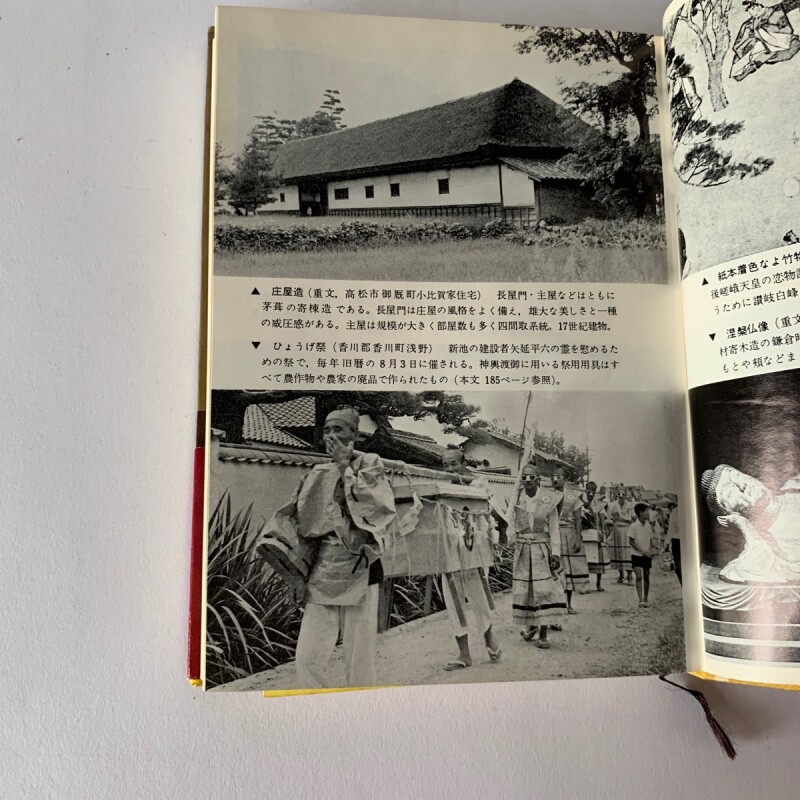 ▲ 庄屋造（重文，高松市御厩町小比賀家住宅） 長屋門・主屋などはともに
茅葺の寄棟造である。長屋門は庄屋の風格をよく備え，雄大な美しさと一種
の威圧感がある。主屋は規模が大きく部屋数も多く四間取系統。17世紀建物。
▼ ひょうげ祭（香川郡香川町浅野） 新池の建設者矢延平六の霊を慰めるた
めの祭で，毎年旧暦の8月3日に催される。神輿渡御に用いる祭用用具はす
べて農作物や農家の廃品で作られたもの（本文 185ページ参照）。
▲ 紙本著色なよ竹物
後嵯峨天皇の恋物語
うために讃岐白峰
▼ 涅槃仏像（重文
材寄木造の鎌倉時
もとや頬などま